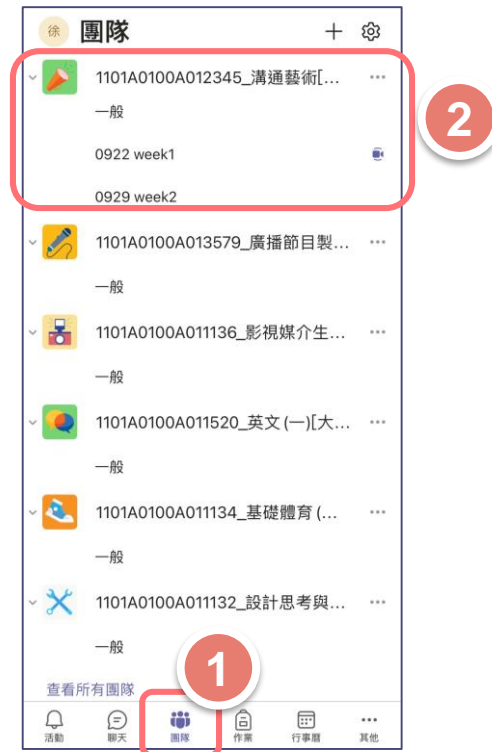 徐 團隊
1101A0100A012345_溝通藝術[...
一般
0922 week1
0929 week2
2
1101A0100A013579_廣播節目製...
一般
1101A0100A011136_影視媒介生...
一般
1101A0100A011520_英文(一)[大...
一般
1101A0100A011134_基礎體育(...
一般
1101A0100A011132_設計思考與...
一般
查看所有團隊
1
活動 聊天 團隊 作業 行事曆 其他